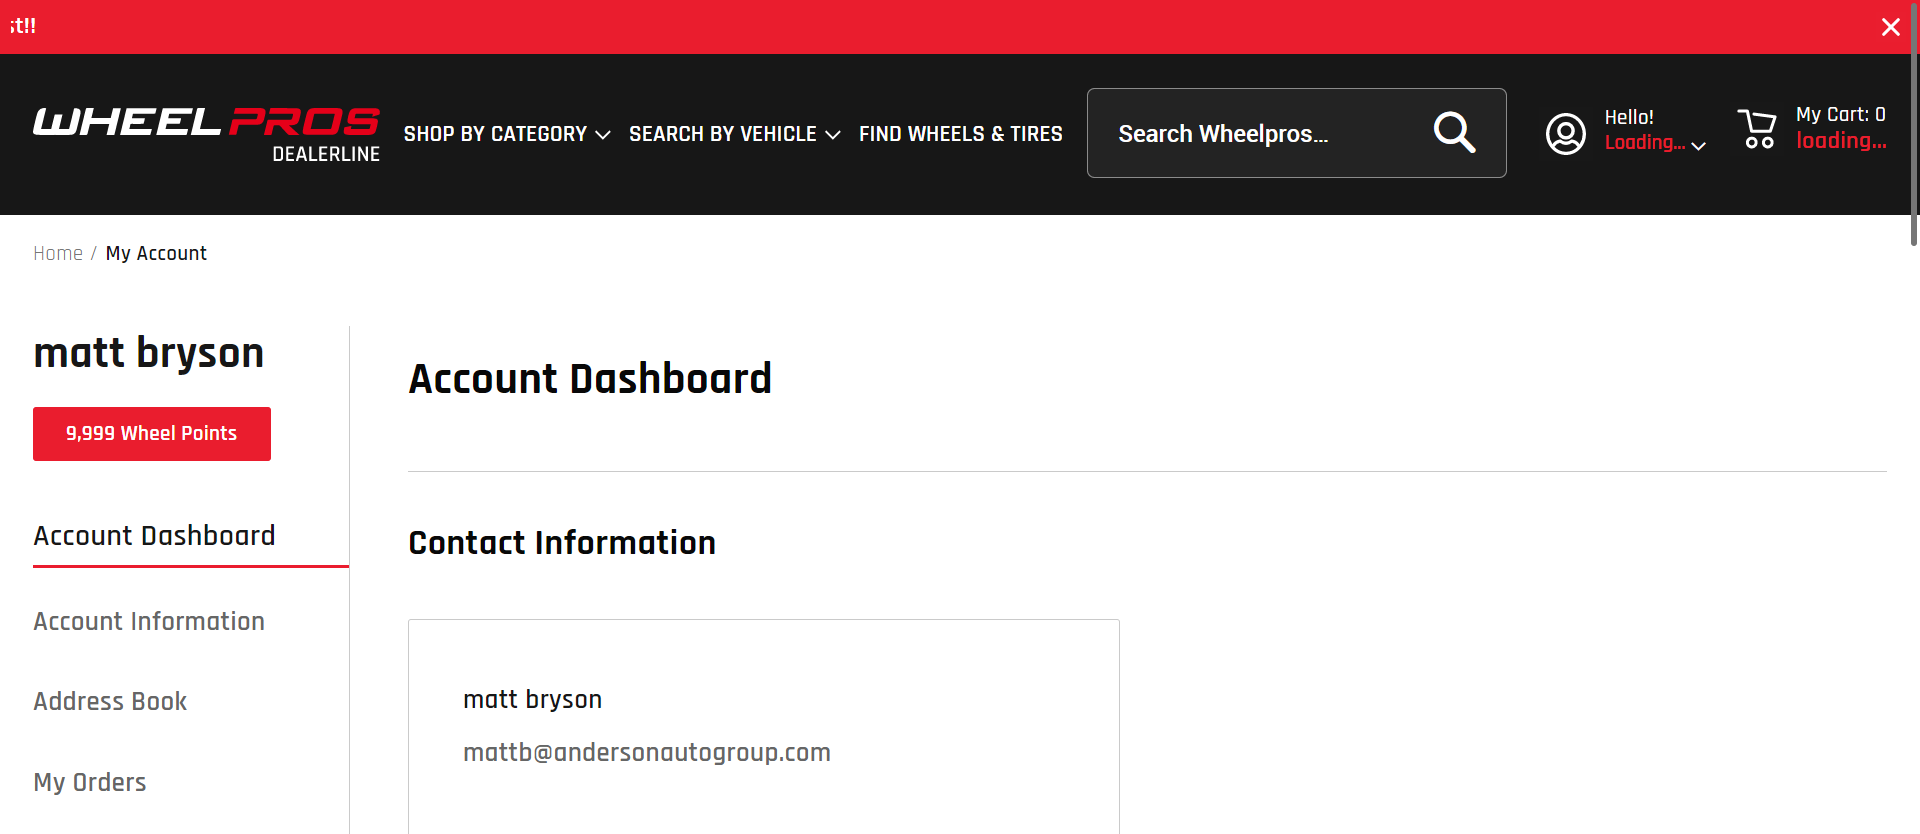 st!!
WHEEL PROS
DEALERLINE
SHOP BY CATEGORY
SEARCH BY VEHICLE
FIND WHEELS & TIRES
Search Wheelpros...
Hello!
Loading...
My Cart: 0
loading...
Home / My Account
matt bryson
9,999 Wheel Points
Account Dashboard
Account Information
Address Book
My Orders
Account Dashboard
Contact Information
matt bryson
mattb@andersonautogroup.com